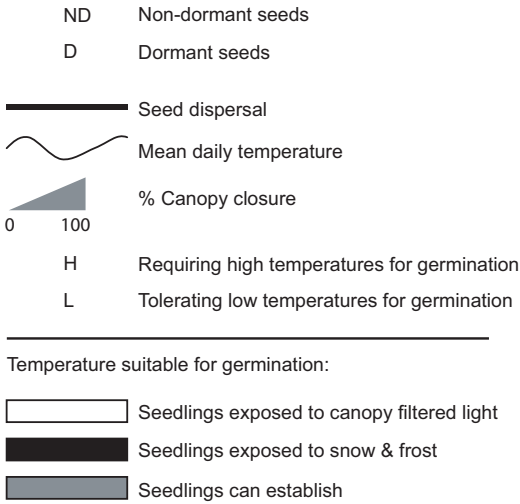 ND Non-dormant seeds
D Dormant seeds
Seed dispersal
Mean daily temperature
% Canopy closure
0 100
H Requiring high temperatures for germination
L Tolerating low temperatures for germination
Temperature suitable for germination:
Seedlings exposed to canopy filtered light
Seedlings exposed to snow & frost
Seedlings can establish